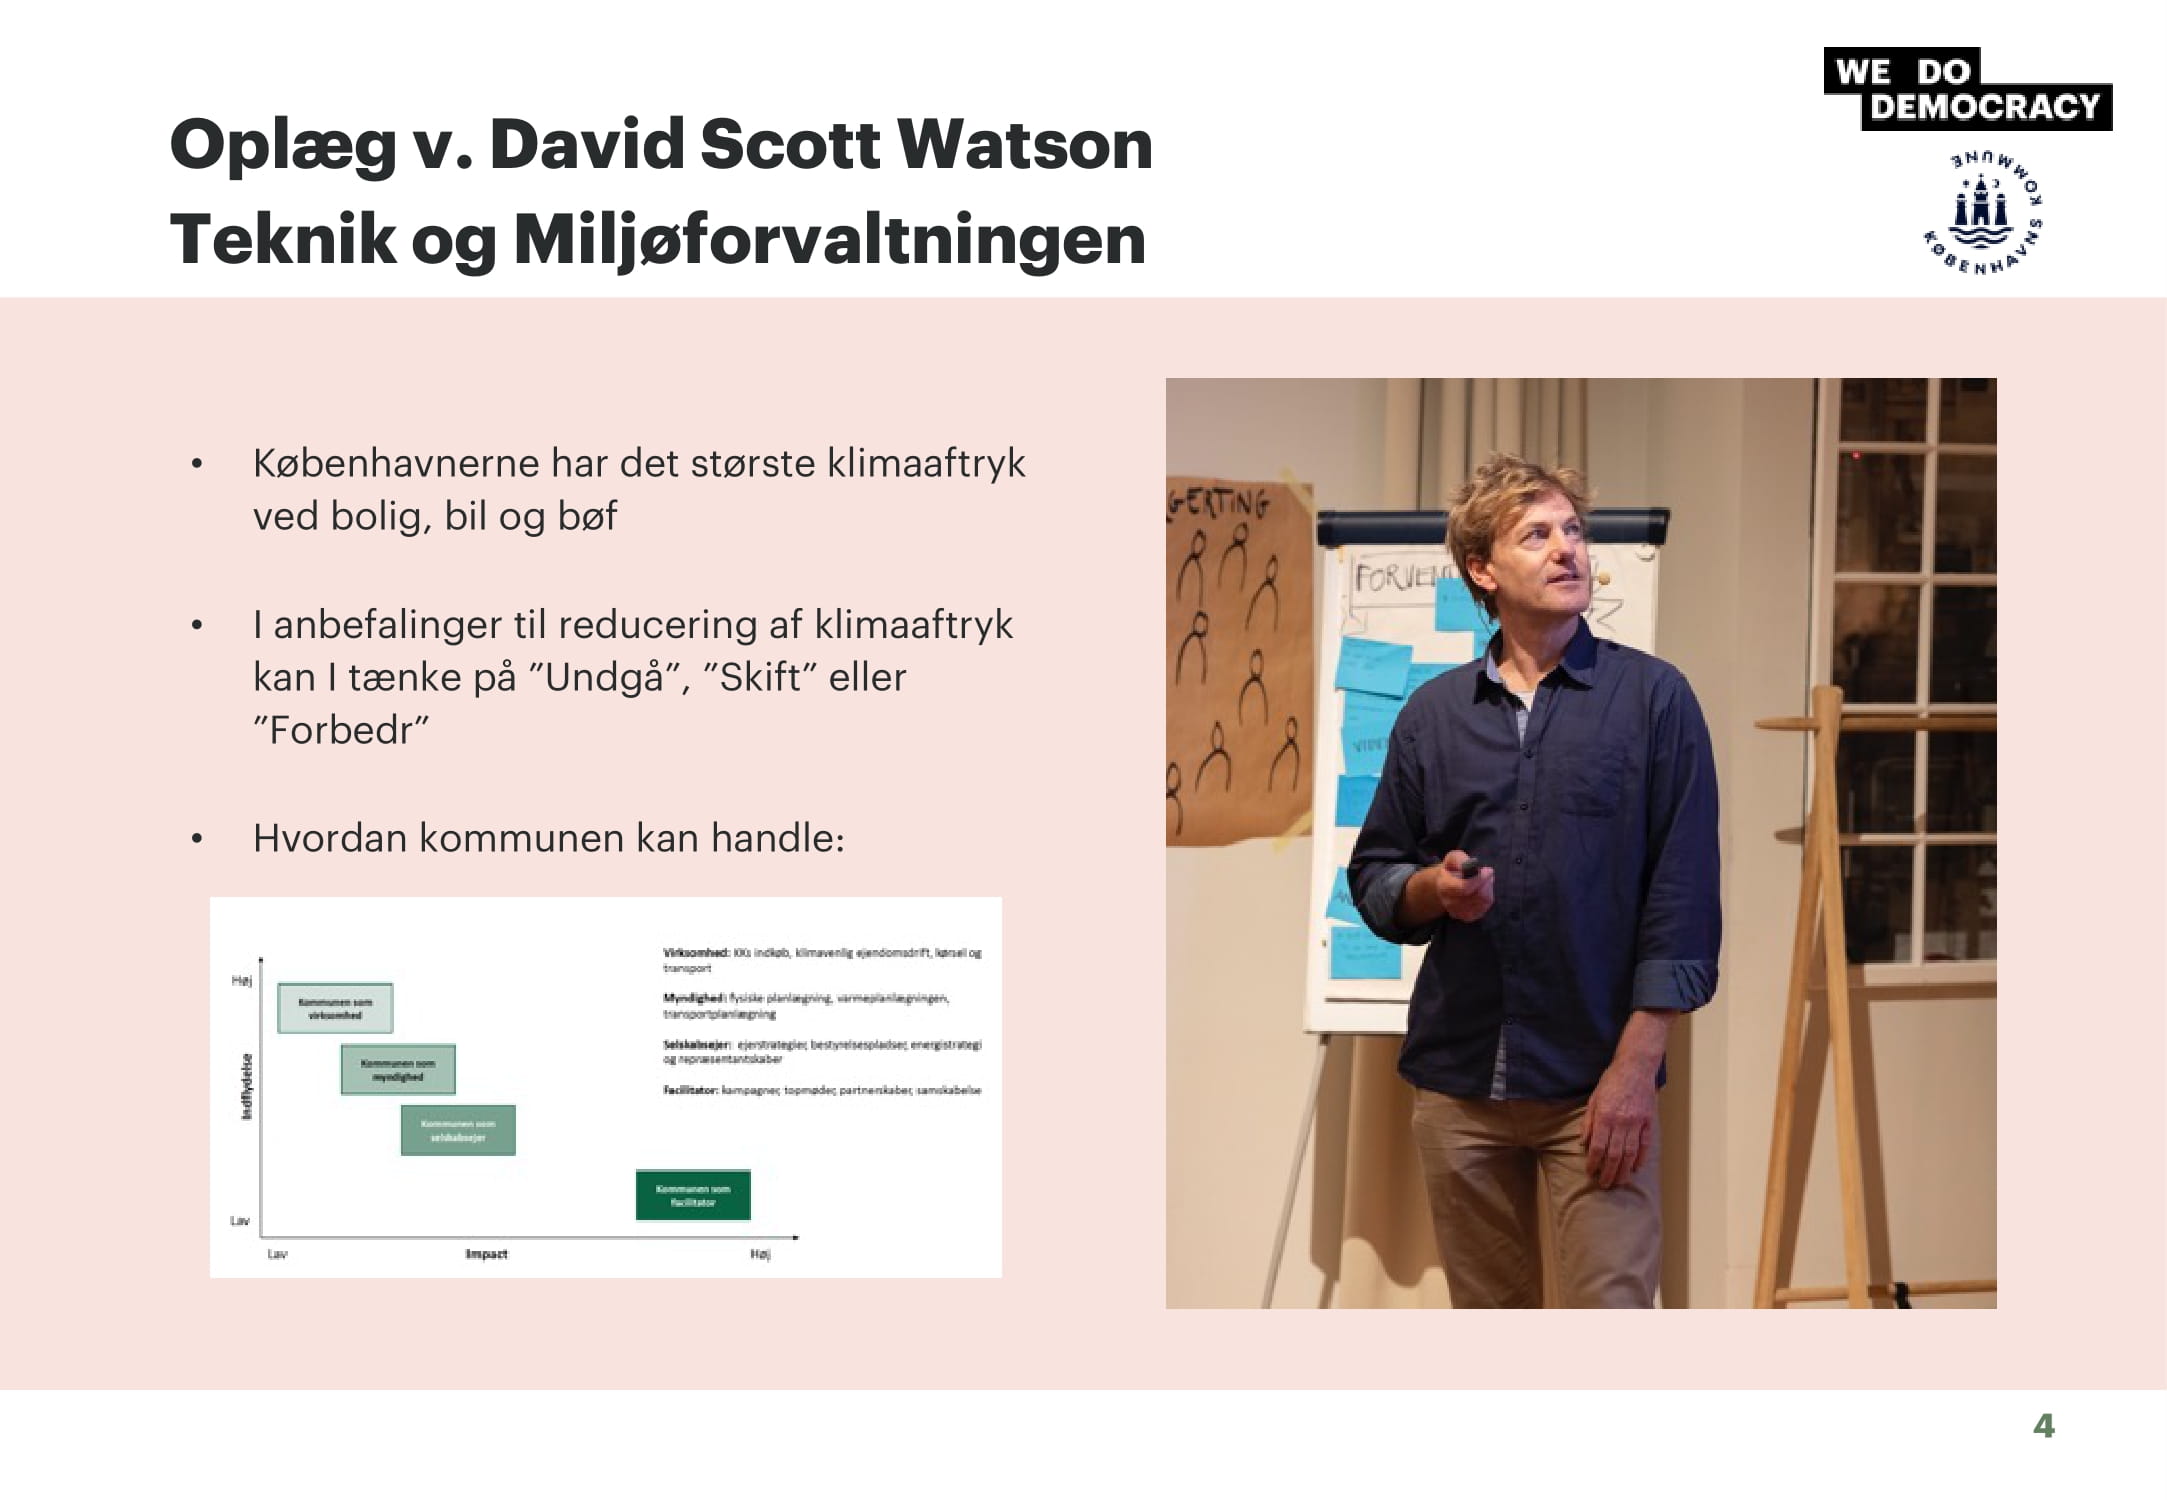 WE DO
DEMOCRACY
KØBENHAVNS KOMMUNE
Oplæg v. David Scott Watson
Teknik og Miljøforvaltningen
• Københavnerne har det største klimaaftryk
ved bolig, bil og bøf
• I anbefalinger til reducering af klimaaftryk
kan I tænke på ”Undgå”, ”Skift” eller
”Forbedr”
• Hvordan kommunen kan handle:
Høj
Indflydelse
Lav
Kommunen som
virksomhed
Kommunen som
myndighed
Kommunen som
selskabsejer
Kommunen som
facilitator
Lav
Impact
Høj
Virksomhed: KKs indkøb, klimavenlig ejendomsdrift, kørsel og
transport
Myndighed: fysiske planlægning, varmeplanlægningen,
transportplanlægning
Selskabsejer: ejerstrategier, bestyrelsespladser, energistrategi
og repræsentantskaber
Facilitator: kampagner, topmøder, partnerskaber, samskabelse
GERTING
FORVENT
4